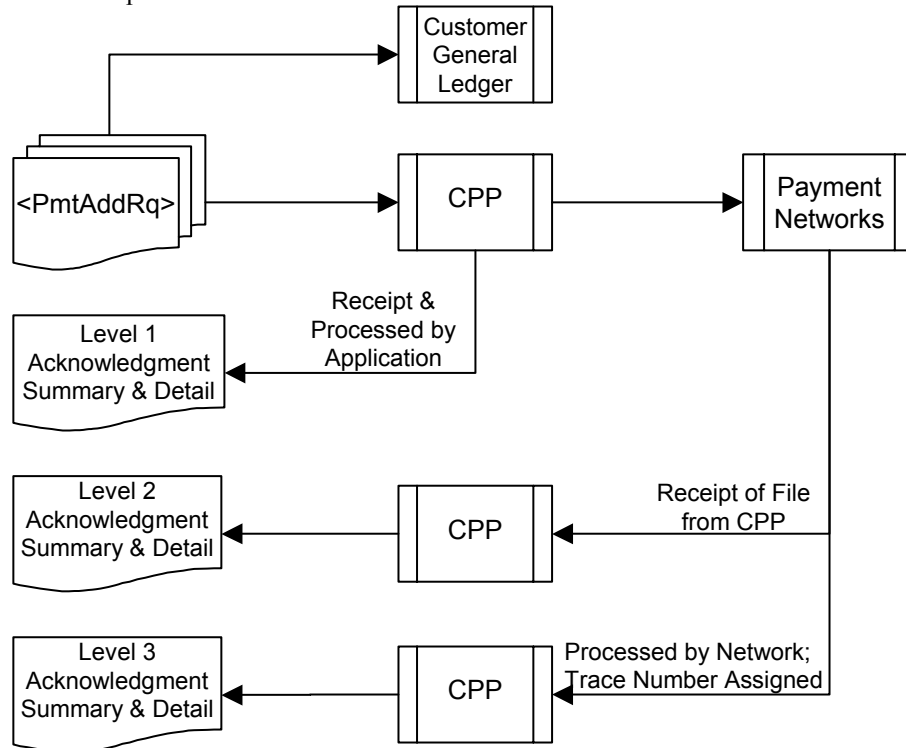 Customer
General
Ledger
<PmtAddRq>
CPP
Payment
Networks
Receipt &
Processed by
Application
Level 1
Acknowledgment
Summary & Detail
Level 2
Acknowledgment
Summary & Detail
CPP
Receipt of File
from CPP
Level 3
Acknowledgment
Summary & Detail
CPP
Processed by Network;
Trace Number Assigned